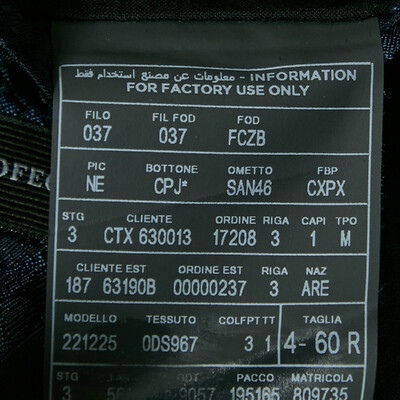 معلومات عن مصنع استخدام فقط - INFORMATION
FOR FACTORY USE ONLY
FILO FIL FOD FOD
037 037 FCZB
PIC BOTTONE OMETTO FBP
NE CPJ* SAN46 CXPX
STG CLIENTE ORDINE RIGA CAPI TPO
3 CTX 630013 17208 3 1 M
CLIENTE EST ORDINE EST RIGA NAZ
187 63190B 00000237 3 ARE
MODELLO TESSUTO COLFPT TT TAGLIA
221225 0DS967 3 1 4- 60 R
STG PACCO MATRICOLA
3 195165 809735
OFEG